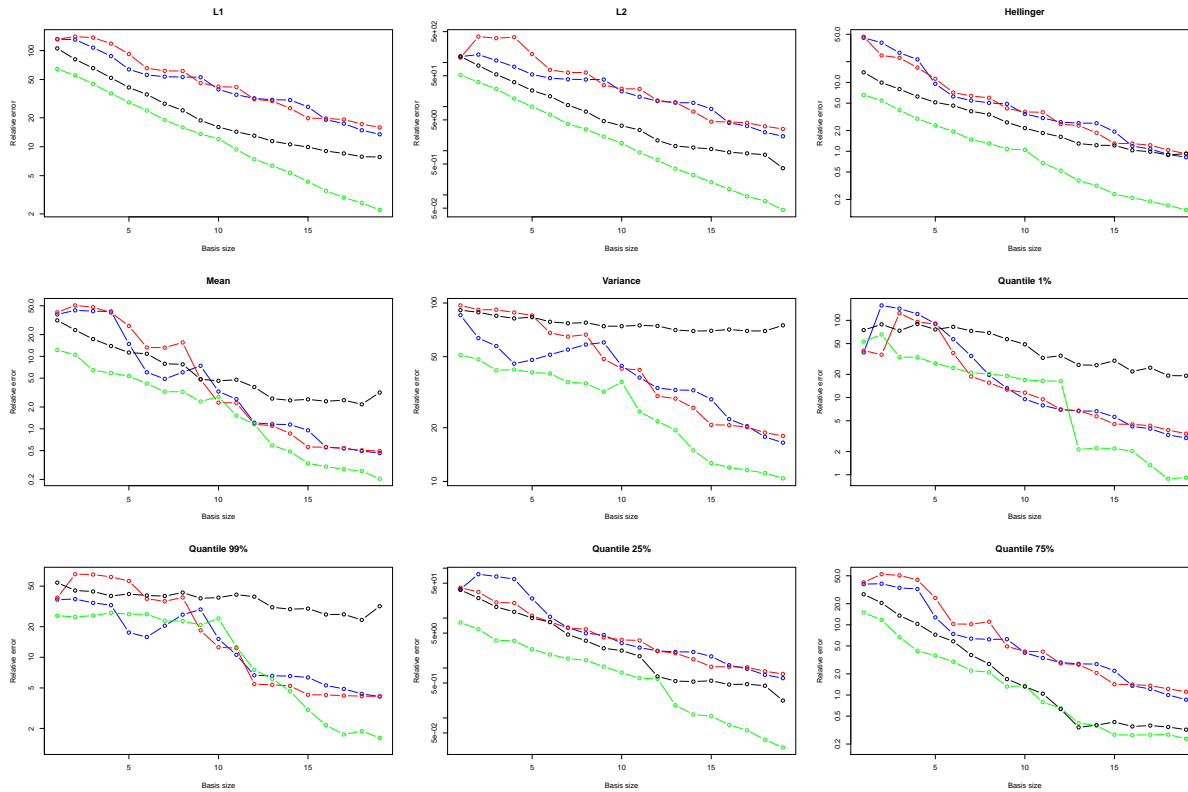 L1
Relative error
100
50
20
10
5
2
5
10
15
Basis size
L2
Relative error
5e+02
5e+01
5e+00
5e-01
5e-02
5
10
15
Basis size
Hellinger
Relative error
50.0
10.0
5.0
2.0
1.0
0.5
0.2
5
10
15
Basis size
Mean
Relative error
50.0
20.0
10.0
5.0
2.0
1.0
0.5
0.2
5
10
15
Basis size
Variance
Relative error
100
50
20
10
5
10
15
Basis size
Quantile 1%
Relative error
100
50
20
10
5
2
1
5
10
15
Basis size
Quantile 99%
Relative error
50
20
10
5
2
5
10
15
Basis size
Quantile 25%
Relative error
5e+01
5e+00
5e-01
5e-02
5
10
15
Basis size
Quantile 75%
Relative error
50.0
20.0
10.0
5.0
2.0
1.0
0.5
0.2
5
10
15
Basis size